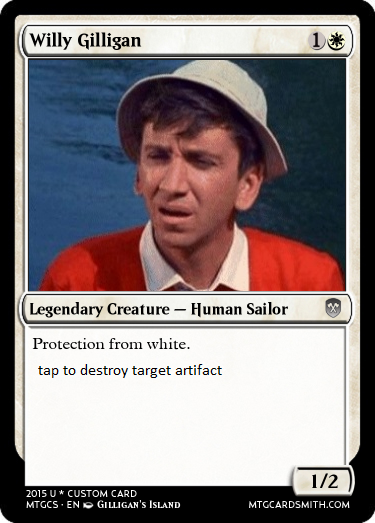 Willy Gilligan 1
Legendary Creature — Human Sailor
Protection from white.
tap to destroy target artifact
1/2
2015 U * CUSTOM CARD
MTGCS · EN GILLIGAN'S ISLAND MTGCARDSMITH.COM